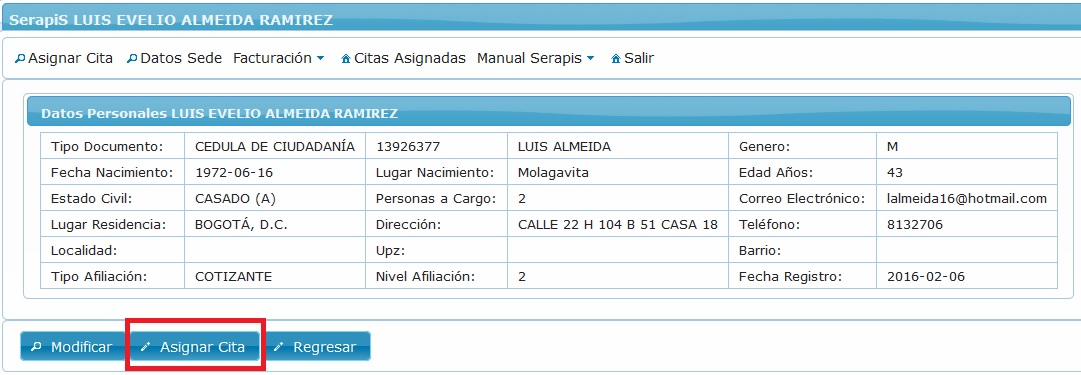 SerapiS LUIS EVELIO ALMEIDA RAMIREZ
Asignar Cita Datos Sede Facturación Citas Asignadas Manual Serapis Salir
Datos Personales LUIS EVELIO ALMEIDA RAMIREZ
Tipo Documento: CEDULA DE CIUDADANÍA 13926377 LUIS ALMEIDA Genero: M
Fecha Nacimiento: 1972-06-16 Lugar Nacimiento: Molagavita Edad Años: 43
Estado Civil: CASADO (A) Personas a Cargo: 2 Correo Electrónico: lalmeida16@hotmail.com
Lugar Residencia: BOGOTÁ, D.C. Dirección: CALLE 22 H 104 B 51 CASA 18 Teléfono: 8132706
Localidad: Upz: Barrio:
Tipo Afiliación: COTIZANTE Nivel Afiliación: 2 Fecha Registro: 2016-02-06
Modificar Asignar Cita Regresar